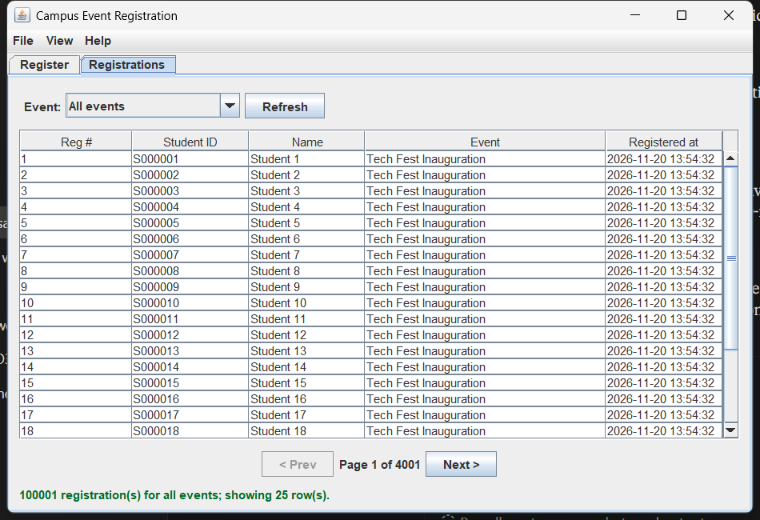 Campus Event Registration
File View Help
Register Registrations
Event: All events Refresh
Reg # Student ID Name Event Registered at
1 S000001 Student 1 Tech Fest Inauguration 2026-11-20 13:54:32
2 S000002 Student 2 Tech Fest Inauguration 2026-11-20 13:54:32
3 S000003 Student 3 Tech Fest Inauguration 2026-11-20 13:54:32
4 S000004 Student 4 Tech Fest Inauguration 2026-11-20 13:54:32
5 S000005 Student 5 Tech Fest Inauguration 2026-11-20 13:54:32
6 S000006 Student 6 Tech Fest Inauguration 2026-11-20 13:54:32
7 S000007 Student 7 Tech Fest Inauguration 2026-11-20 13:54:32
8 S000008 Student 8 Tech Fest Inauguration 2026-11-20 13:54:32
9 S000009 Student 9 Tech Fest Inauguration 2026-11-20 13:54:32
10 S000010 Student 10 Tech Fest Inauguration 2026-11-20 13:54:32
11 S000011 Student 11 Tech Fest Inauguration 2026-11-20 13:54:32
12 S000012 Student 12 Tech Fest Inauguration 2026-11-20 13:54:32
13 S000013 Student 13 Tech Fest Inauguration 2026-11-20 13:54:32
14 S000014 Student 14 Tech Fest Inauguration 2026-11-20 13:54:32
15 S000015 Student 15 Tech Fest Inauguration 2026-11-20 13:54:32
16 S000016 Student 16 Tech Fest Inauguration 2026-11-20 13:54:32
17 S000017 Student 17 Tech Fest Inauguration 2026-11-20 13:54:32
18 S000018 Student 18 Tech Fest Inauguration 2026-11-20 13:54:32
< Prev Page 1 of 4001 Next >
100001 registration(s) for all events; showing 25 row(s).